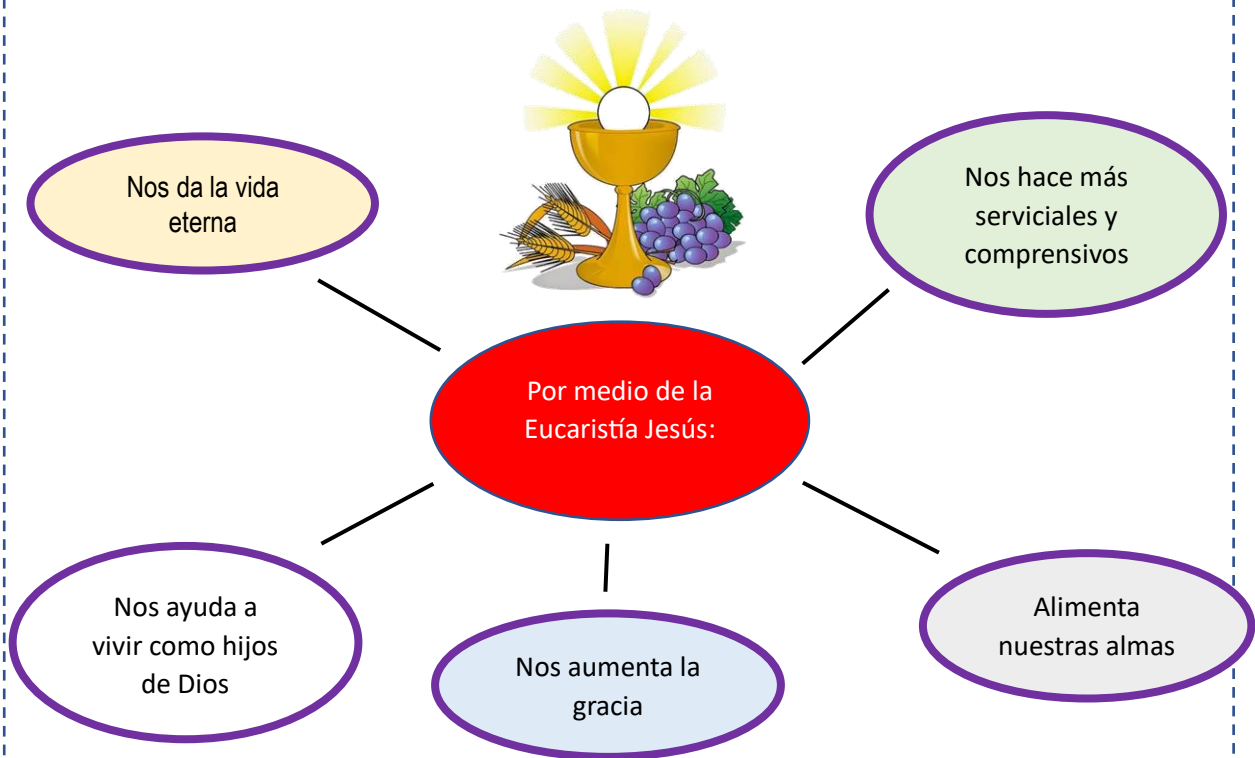 Nos da la vida
eterna
Nos hace más
serviciales y
comprensivos
Por medio de la
Eucaristía Jesús:
Nos ayuda a
vivir como hijos
de Dios
Nos aumenta la
gracia
Alimenta
nuestras almas